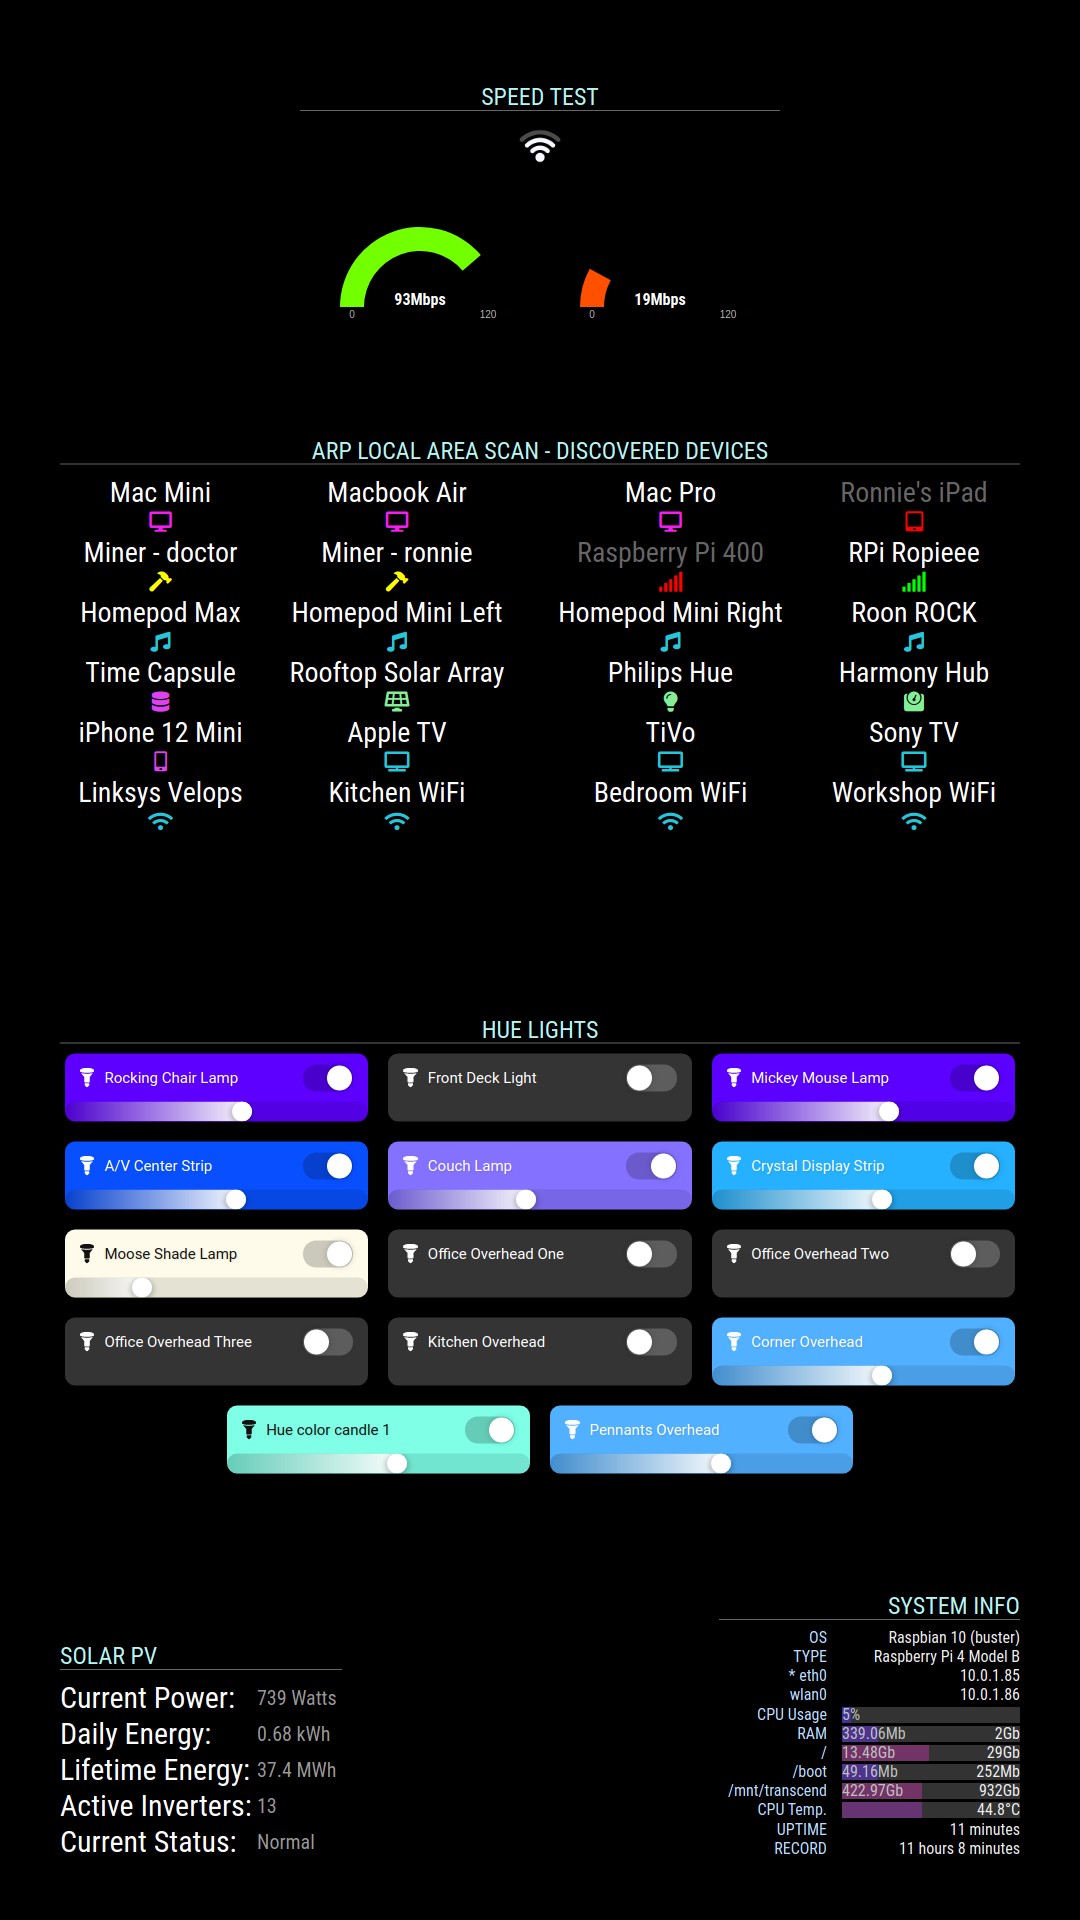 SPEED TEST
93Mbps
19Mbps
0 120 0 120
ARP LOCAL AREA SCAN - DISCOVERED DEVICES
Mac Mini Macbook Air Mac Pro Ronnie's iPad
Miner - doctor Miner - ronnie Raspberry Pi 400 RPi Ropieee
Homepod Max Homepod Mini Left Homepod Mini Right Roon ROCK
Time Capsule Rooftop Solar Array Philips Hue Harmony Hub
iPhone 12 Mini Apple TV TiVo Sony TV
Linksys Velops Kitchen WiFi Bedroom WiFi Workshop WiFi
HUE LIGHTS
Rocking Chair Lamp Front Deck Light Mickey Mouse Lamp
A/V Center Strip Couch Lamp Crystal Display Strip
Moose Shade Lamp Office Overhead One Office Overhead Two
Office Overhead Three Kitchen Overhead Corner Overhead
Hue color candle 1 Pennants Overhead
SOLAR PV
Current Power: 739 Watts
Daily Energy: 0.68 kWh
Lifetime Energy: 37.4 MWh
Active Inverters: 13
Current Status: Normal
SYSTEM INFO
OS Raspbian 10 (buster)
TYPE Raspberry Pi 4 Model B
* eth0 10.0.1.85
wlan0 10.0.1.86
CPU Usage 5%
RAM 339.06Mb 2Gb
/ 13.48Gb 29Gb
/boot 49.16Mb 252Mb
/mnt/transcend 422.97Gb 932Gb
CPU Temp. 44.8°C
UPTIME 11 minutes
RECORD 11 hours 8 minutes